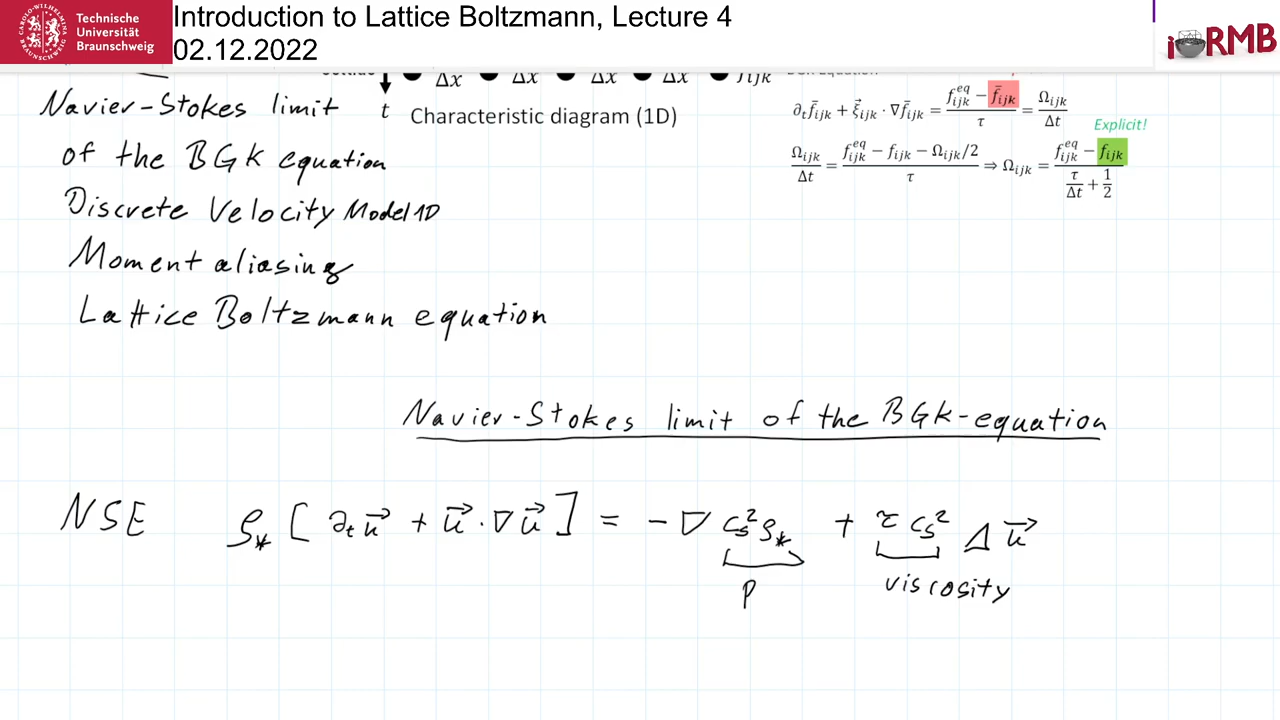 Technische
Universität
Braunschweig
Introduction to Lattice Boltzmann, Lecture 4
02.12.2022
iRMB
Δx Δx Δx Δx f_ijk
t Characteristic diagram (1D)
∂_t f̄_ijk + ξ⃗_ijk · ∇f̄_ijk = (f^eq_ijk − f̄_ijk)/τ = Ω_ijk/Δt
Explicit!
Ω_ijk/Δt = (f^eq_ijk − f_ijk − Ω_ijk/2)/τ ⇒ Ω_ijk = (f^eq_ijk − f_ijk)/(τ/Δt + 1/2)
Navier-Stokes limit
of the BGK equation
Discrete Velocity Model 1D
Moment aliasing
Lattice Boltzmann equation
Navier-Stokes limit of the BGK-equation
NSE ρ_* [∂_t u⃗ + u⃗·∇u⃗] = −∇ c_s² ρ_* + τ c_s² Δ u⃗
p viscosity